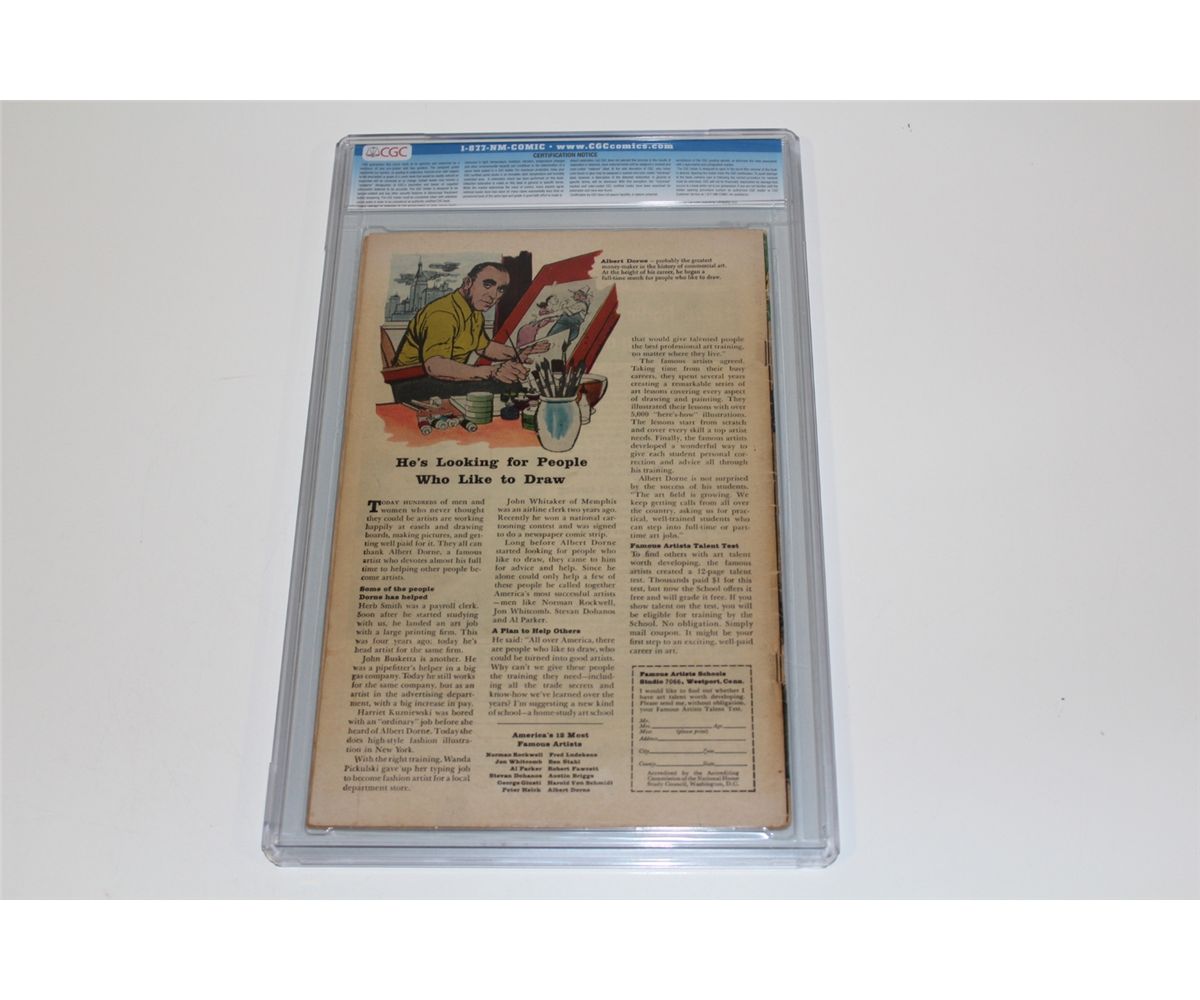 CGC
1-877-NM-COMIC • www.CGCcomics.com
CERTIFICATION NOTICE
Albert Dorne — probably the greatest
money-maker in the history of commercial art.
At the height of his career, he began a
full-time search for people who like to draw.
He's Looking for People
Who Like to Draw
TODAY HUNDREDS of men and
women who never thought
they could be artists are working
happily at easels and drawing
boards, making pictures, and get-
ting well paid for it. They all can
thank Albert Dorne, a famous
artist who devotes almost his full
time to helping other people be-
come artists.
Some of the people
Dorne has helped
Herb Smith was a payroll clerk.
Soon after he started studying
with us, he landed an art job
with a large printing firm. This
was four years ago, today he's
head artist for the same firm.
John Busketta is another. He
was a pipefitter's helper in a big
gas company. Today he still works
for the same company, but as an
artist in the advertising depart-
ment, with a big increase in pay.
Harriet Kuzniewski was bored
with an "ordinary" job before she
heard of Albert Dorne. Today she
does high-style fashion illustra-
tion in New York.
With the right training, Wanda
Pickulski gave up her typing job
to become fashion artist for a local
department store.
John Whitaker of Memphis
was an airline clerk two years ago.
Recently he won a national car-
tooning contest and was signed
to do a newspaper comic strip.
Long before Albert Dorne
started looking for people who
like to draw, they came to him
for advice and help. Since he
alone could only help a few of
these people he called together
America's most successful artists
—men like Norman Rockwell,
Jon Whitcomb, Stevan Dohanos
and Al Parker.
A Plan to Help Others
He said: "All over America, there
are people who like to draw, who
could be turned into good artists.
Why can't we give these people
the training they need—includ-
ing all the trade secrets and
know-how we've learned over the
years? I'm suggesting a new kind
of school—a home-study art school
America's 12 Most
Famous Artists
Norman Rockwell Fred Ludekens
Jon Whitcomb Ben Stahl
Al Parker Robert Fawcett
Stevan Dohanos Austin Briggs
George Giusti Harold Von Schmidt
Peter Helck Albert Dorne
that would give talented people
the best professional art training,
no matter where they live."
The famous artists agreed.
Taking time from their busy
careers, they spent several years
creating a remarkable series of
art lessons covering every aspect
of drawing and painting. They
illustrated their lessons with over
5,000 "here's-how" illustrations.
The lessons start from scratch
and cover every skill a top artist
needs. Finally, the famous artists
developed a wonderful way to
give each student personal cor-
rection and advice all through
his training.
Albert Dorne is not surprised
by the success of his students.
"The art field is growing. We
keep getting calls from all over
the country, asking us for prac-
tical, well-trained students who
can step into full-time or part-
time art jobs."
Famous Artists Talent Test
To find others with art talent
worth developing, the famous
artists created a 12-page talent
test. Thousands paid $1 for this
test, but now the School offers it
free and will grade it free. If you
show talent on the test, you will
be eligible for training by the
School. No obligation. Simply
mail coupon. It might be your
first step to an exciting, well-paid
career in art.
Famous Artists Schools
Studio 7066, Westport, Conn.
I would like to find out whether I
have art talent worth developing.
Please send me, without obligation,
your Famous Artists Talent Test.
Mr.
Mrs. Age
Miss (please print)
Address
City Zone
County State
Accredited by the Accrediting
Commission of the National Home
Study Council, Washington, D.C.